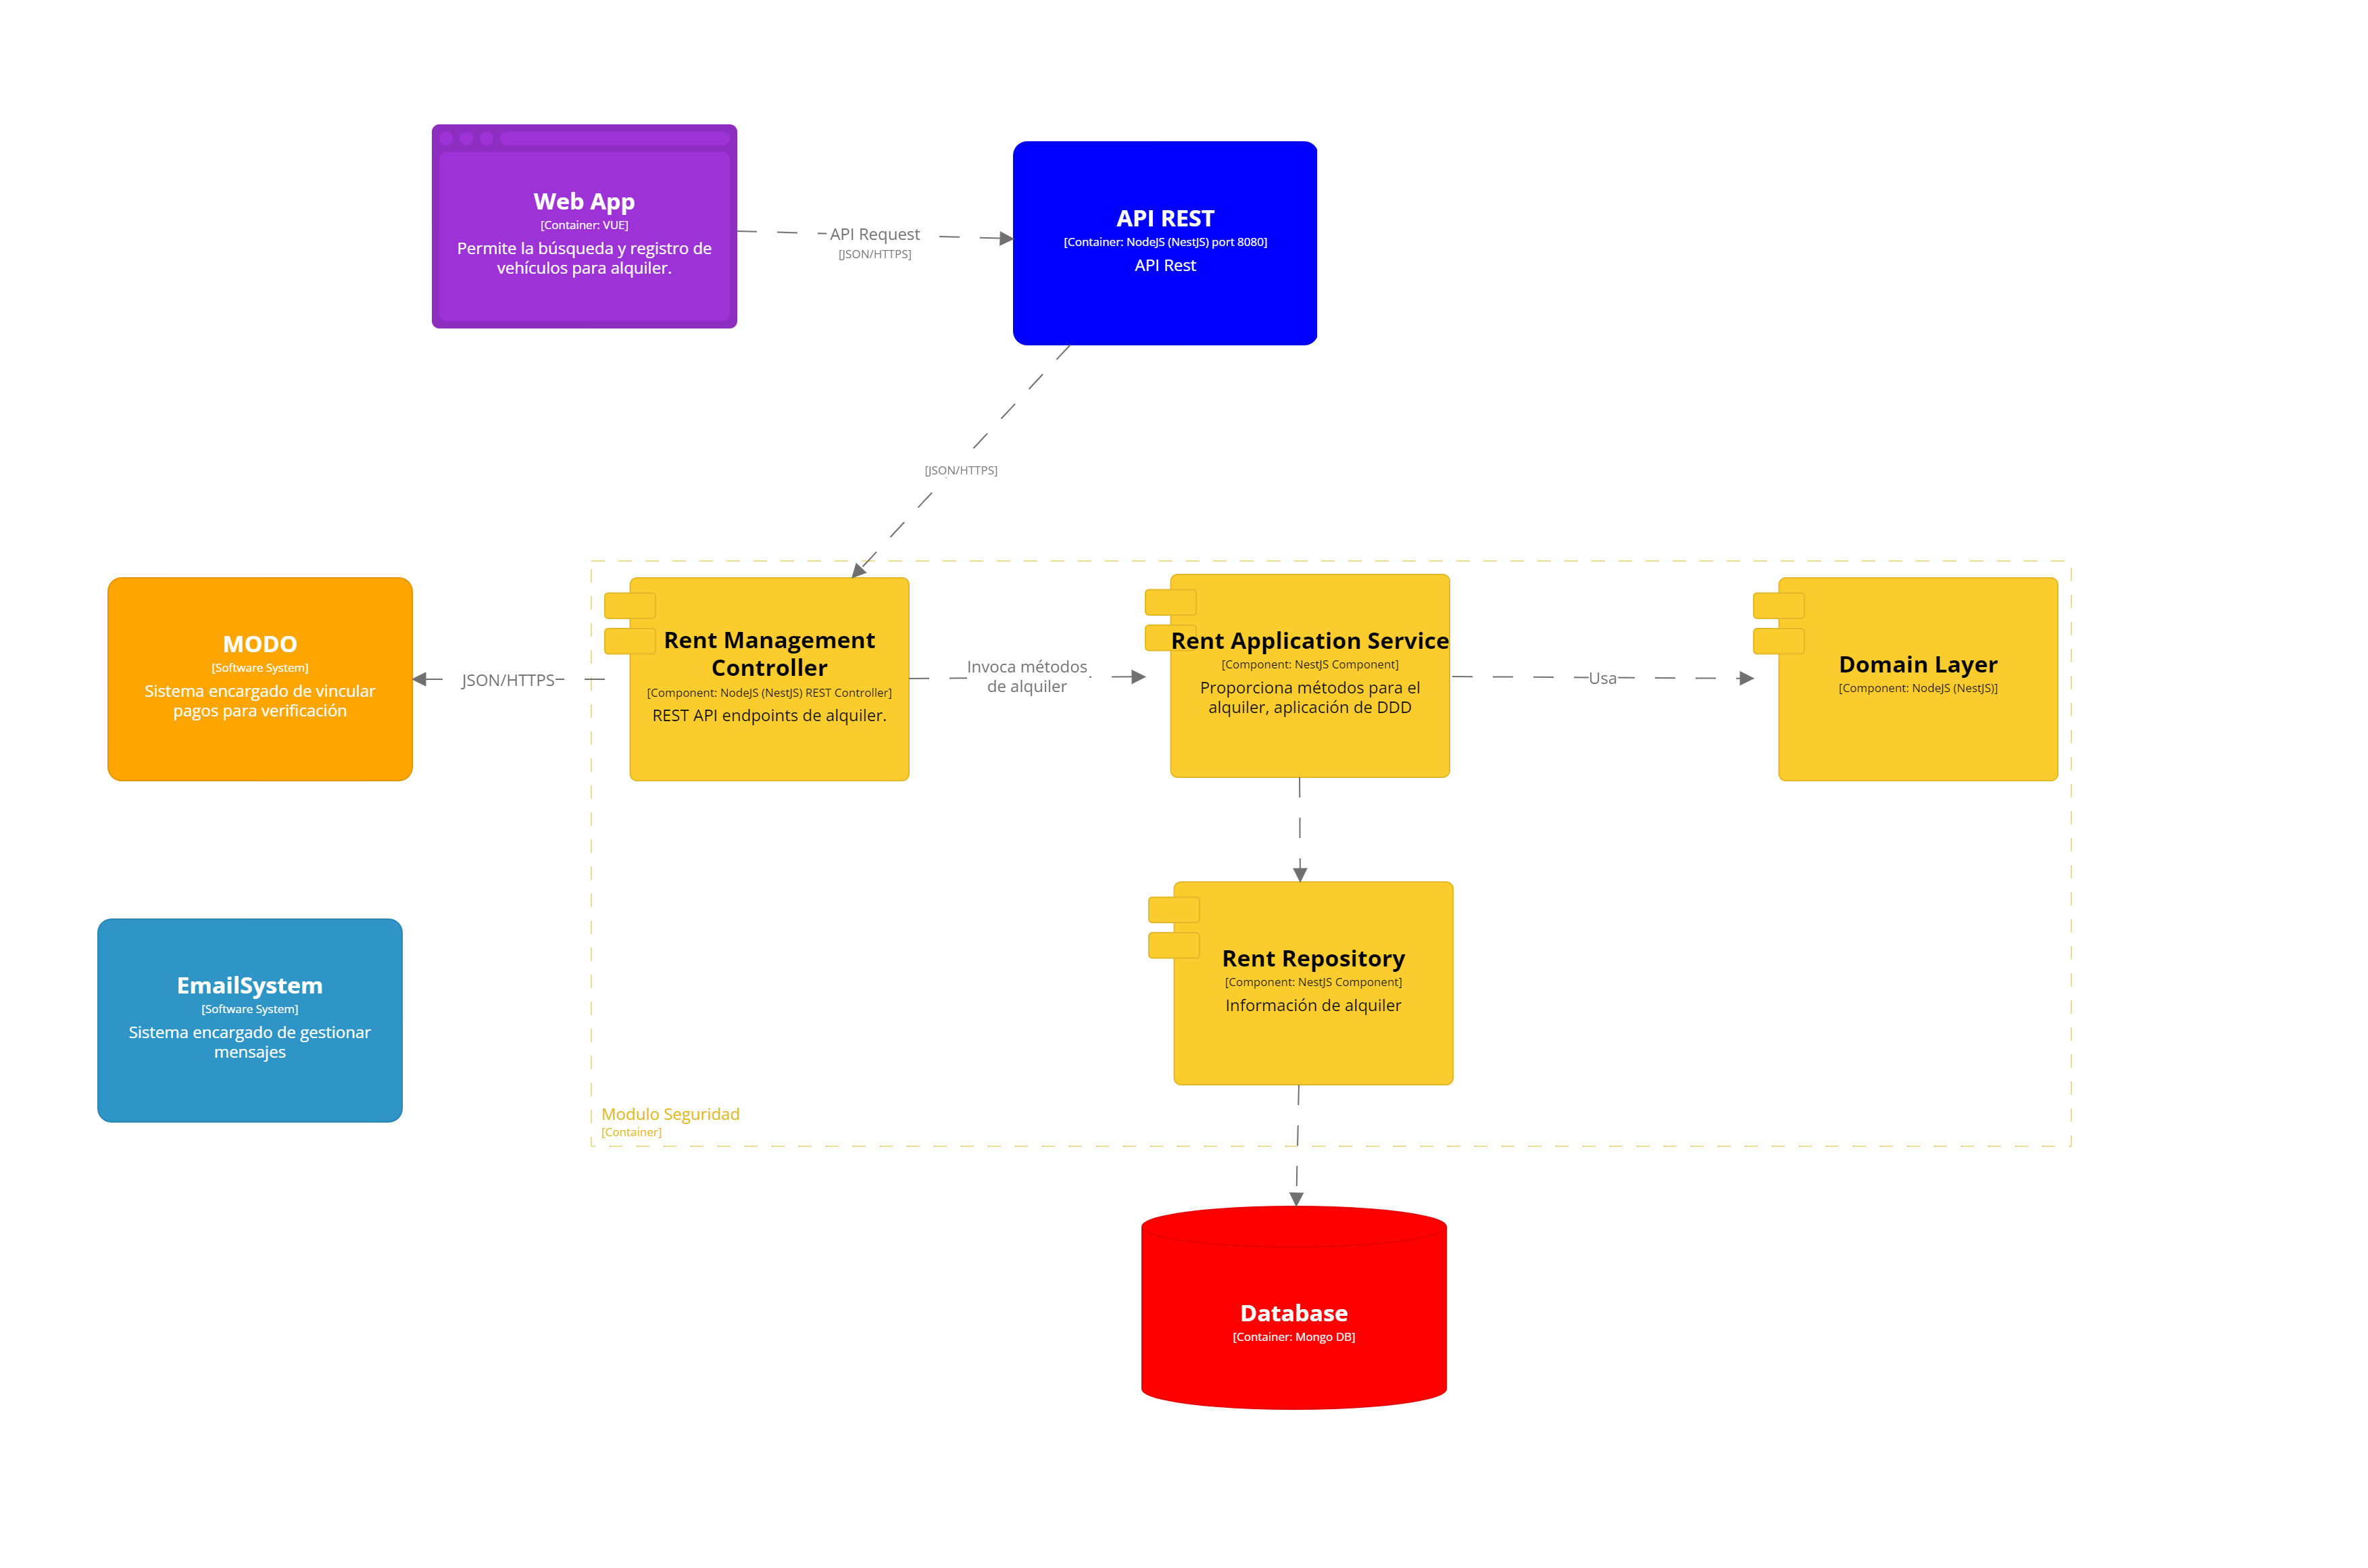 Web App
[Container: VUE]
Permite la búsqueda y registro de
vehículos para alquiler.
API Request
[JSON/HTTPS]
API REST
[Container: NodeJS (NestJS) port 8080]
API Rest
[JSON/HTTPS]
MODO
[Software System]
Sistema encargado de vincular
pagos para verificación
JSON/HTTPS
Rent Management
Controller
[Component: NodeJS (NestJS) REST Controller]
REST API endpoints de alquiler.
Invoca métodos
de alquiler
Rent Application Service
[Component: NestJS Component]
Proporciona métodos para el
alquiler, aplicación de DDD
Usa
Domain Layer
[Component: NodeJS (NestJS)]
EmailSystem
[Software System]
Sistema encargado de gestionar
mensajes
Rent Repository
[Component: NestJS Component]
Información de alquiler
Modulo Seguridad
[Container]
Database
[Container: Mongo DB]